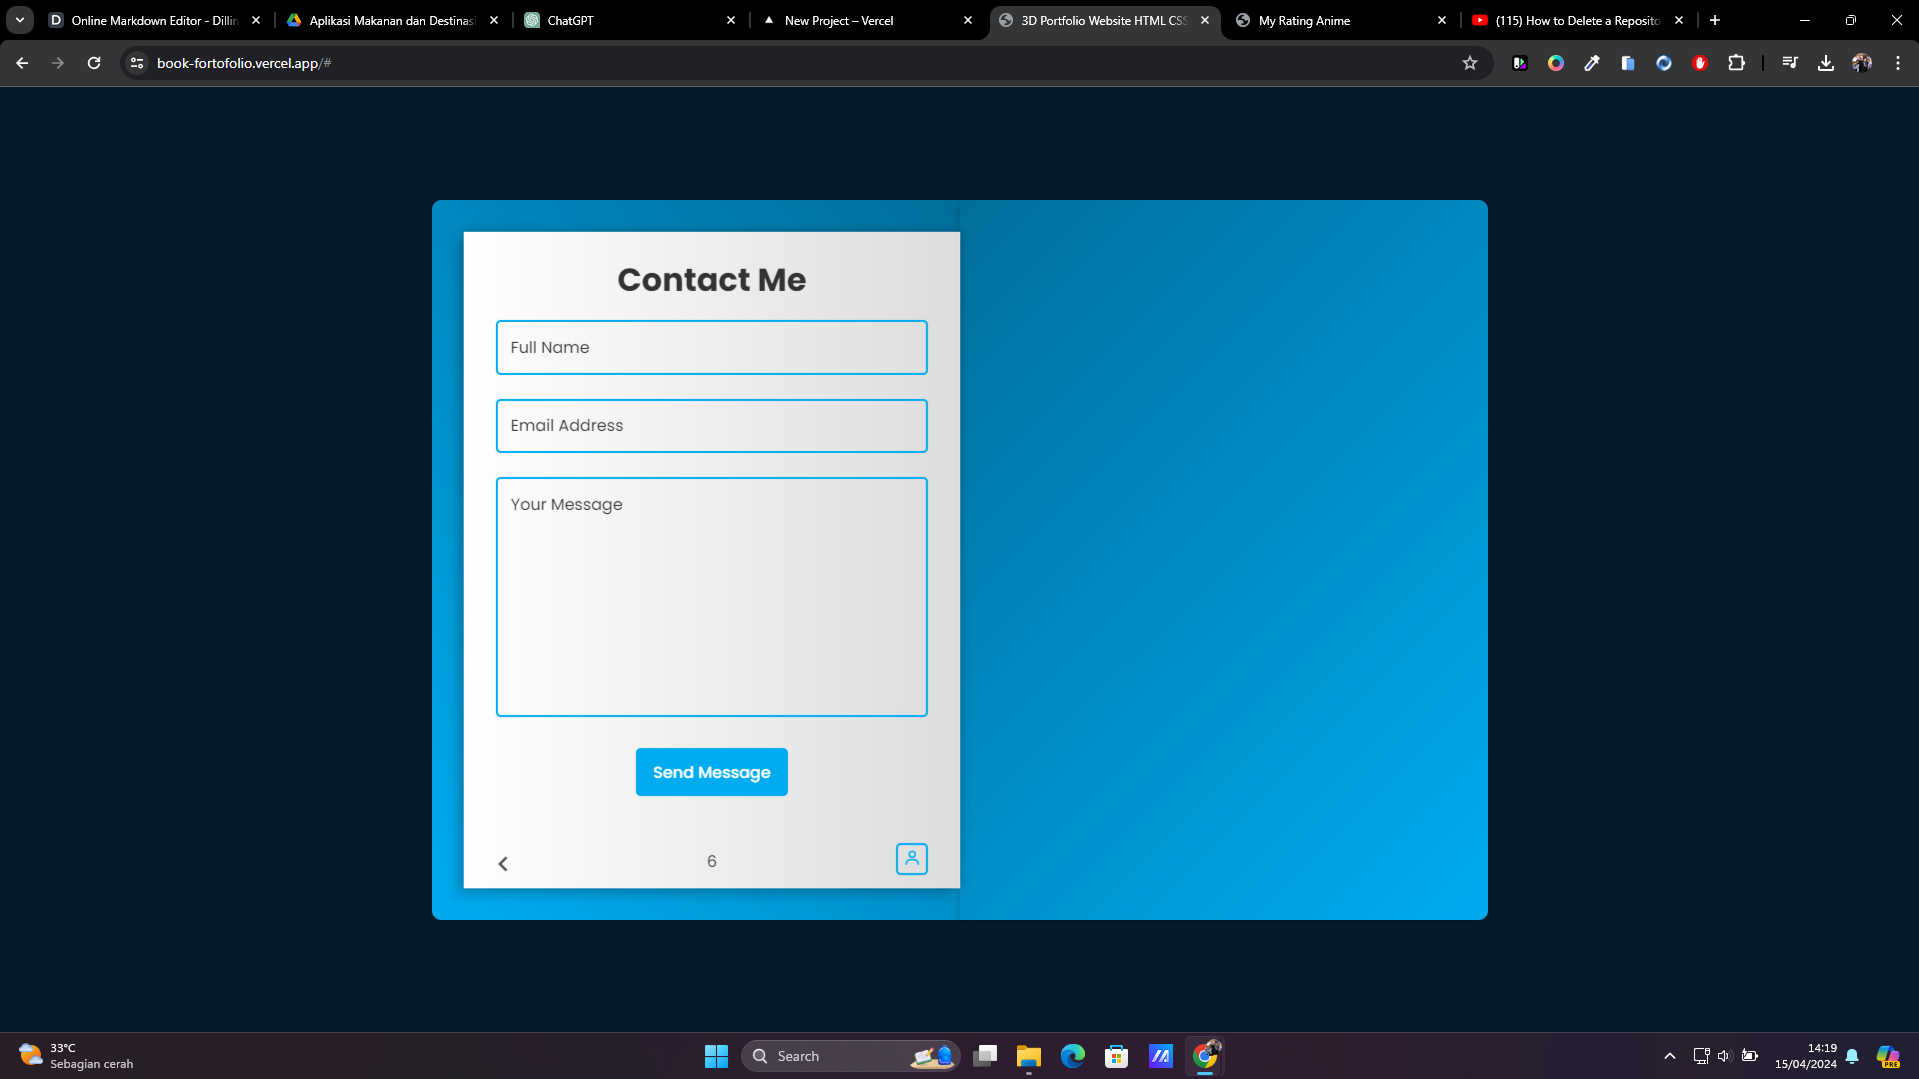 Online Markdown Editor - Dillin
Aplikasi Makanan dan Destinasi
ChatGPT
New Project – Vercel
3D Portfolio Website HTML CSS
My Rating Anime
(115) How to Delete a Reposito
book-fortofolio.vercel.app/#
Contact Me
Full Name
Email Address
Your Message
Send Message
6
33°C
Sebagian cerah
Search
14:19
15/04/2024
PRE